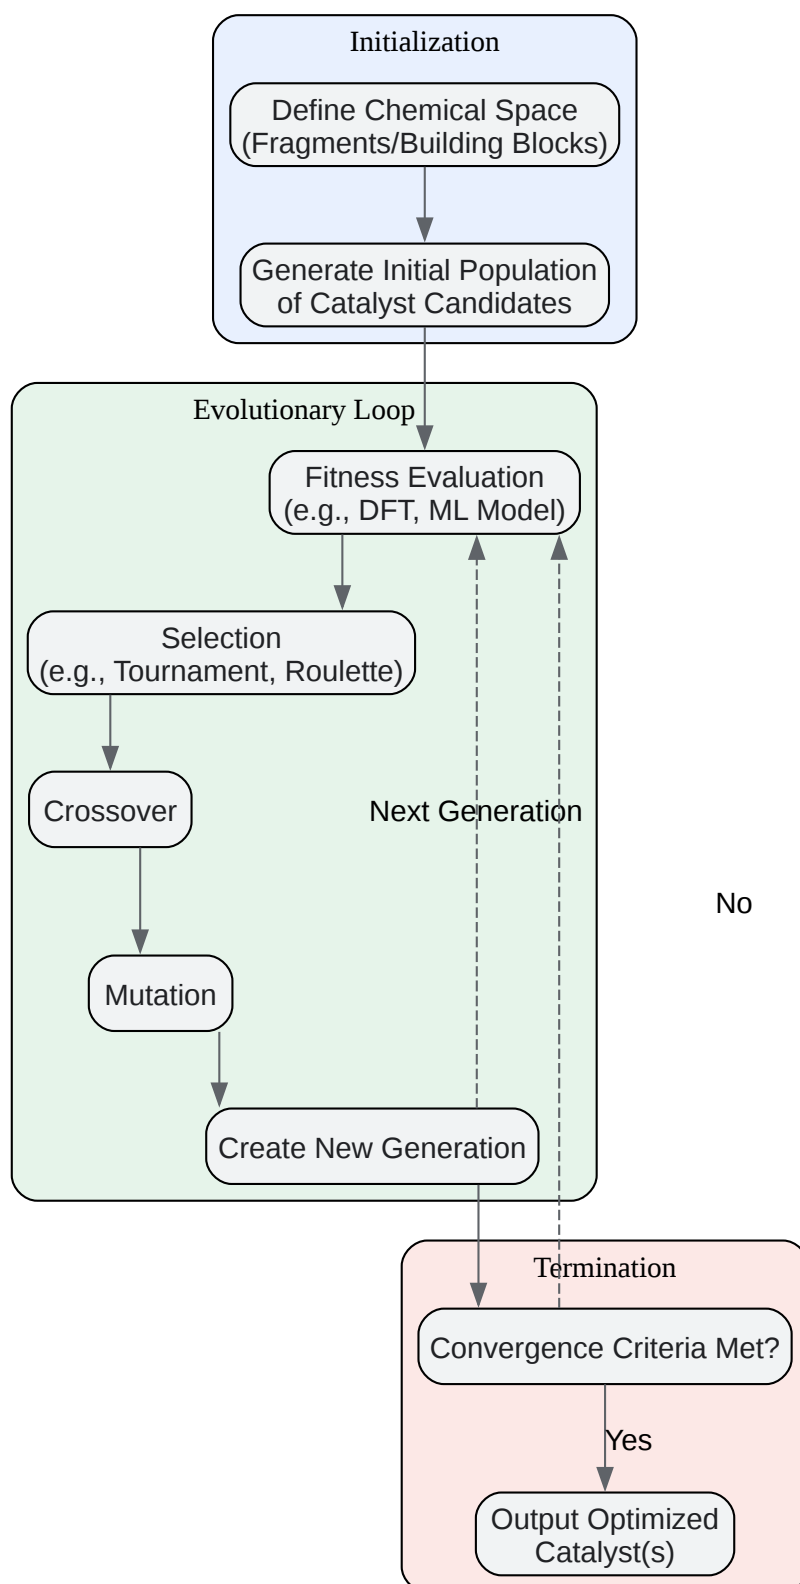 Initialization
Define Chemical Space
(Fragments/Building Blocks)
Generate Initial Population
of Catalyst Candidates
Evolutionary Loop
Fitness Evaluation
(e.g., DFT, ML Model)
Selection
(e.g., Tournament, Roulette)
Crossover
Next Generation
No
Mutation
Create New Generation
Termination
Convergence Criteria Met?
Yes
Output Optimized
Catalyst(s)